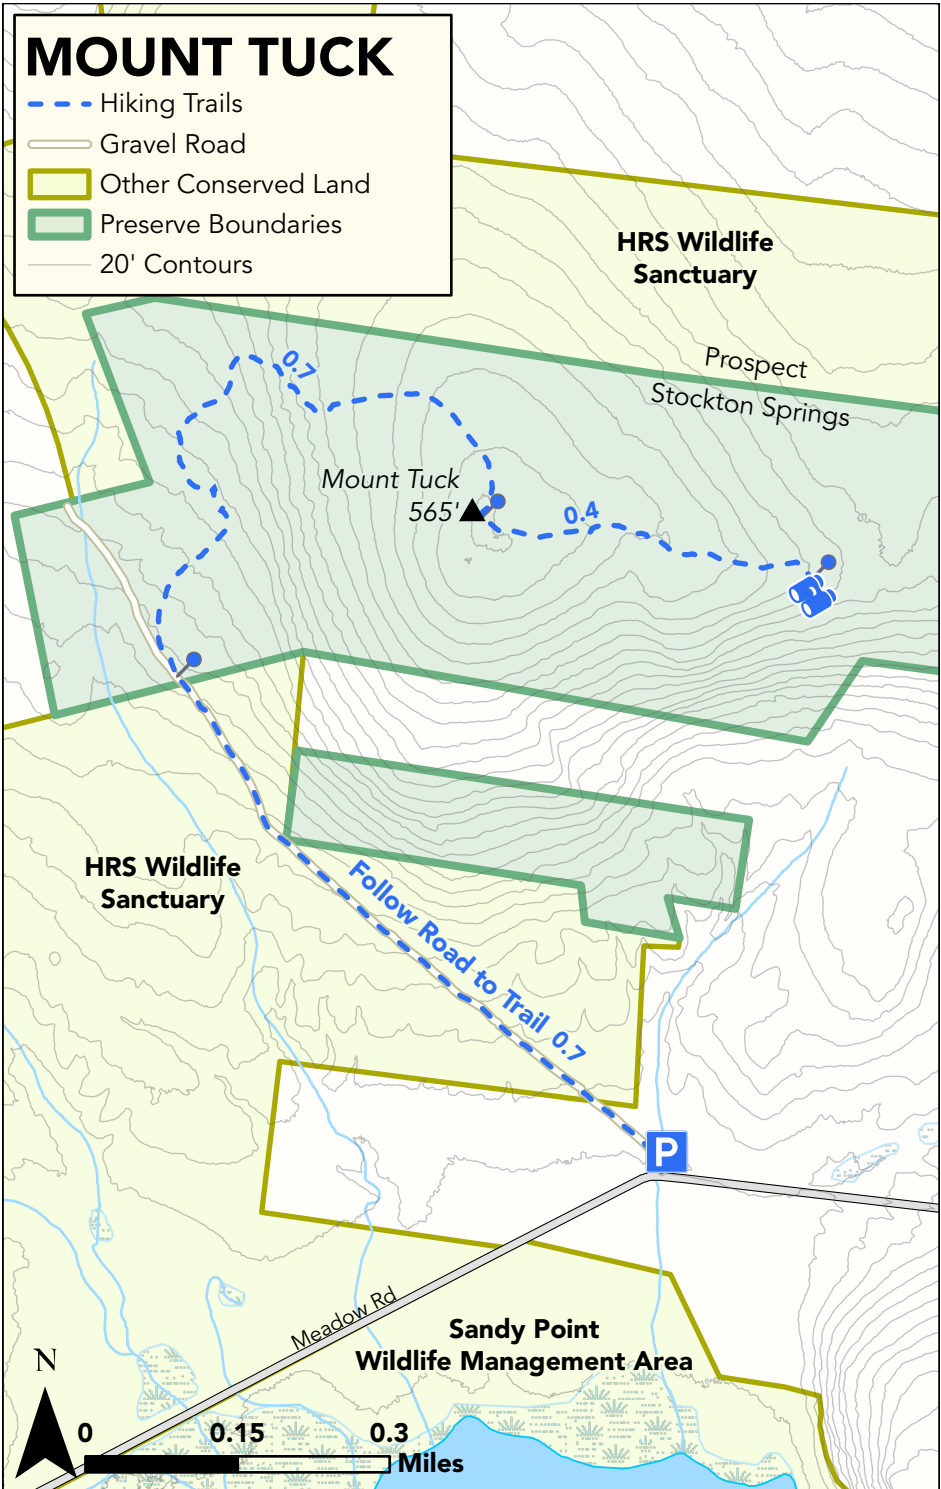 MOUNT TUCK
Hiking Trails
Gravel Road
Other Conserved Land
Preserve Boundaries
20' Contours
HRS Wildlife
Sanctuary
Prospect
Stockton Springs
0.7
Mount Tuck
565'
0.4
HRS Wildlife
Sanctuary
Follow Road to Trail 0.7
P
Meadow Rd
Sandy Point
Wildlife Management Area
N
0 0.15 0.3
Miles